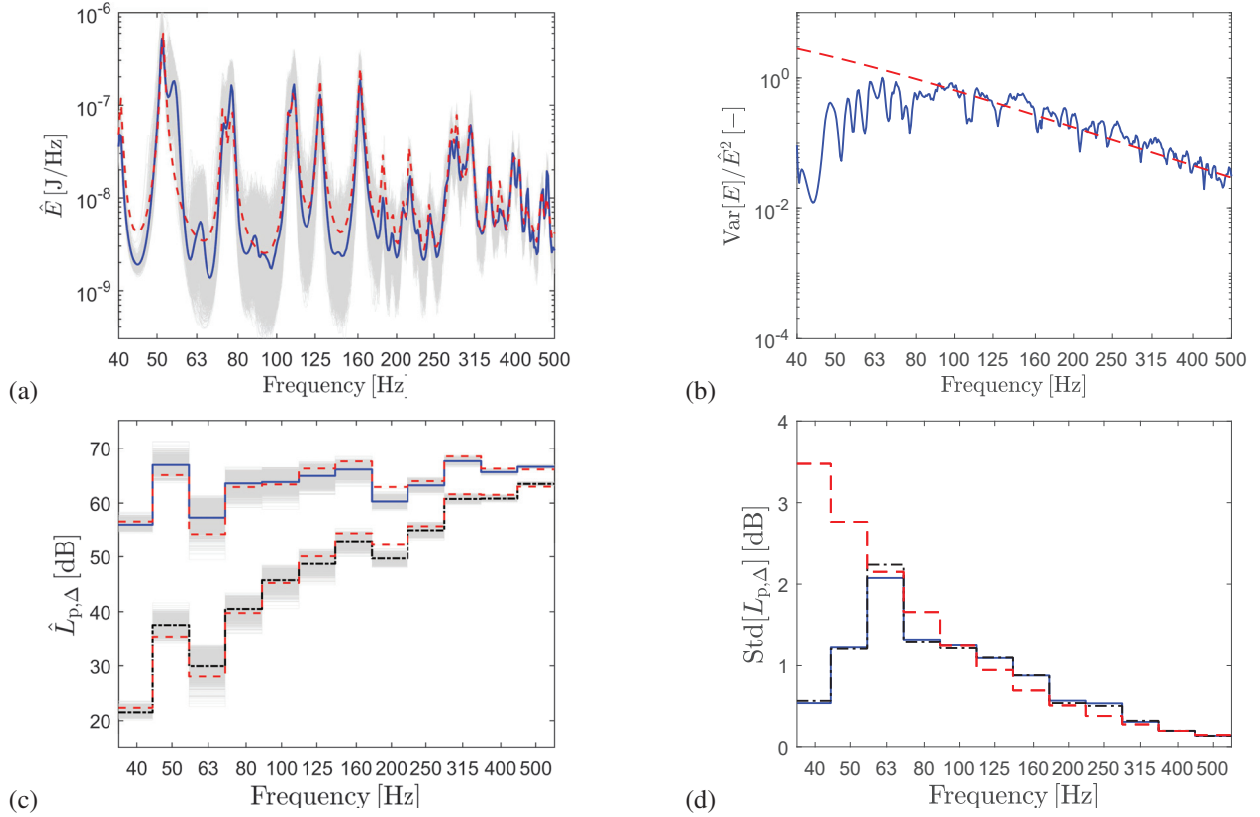 10⁻⁶
10⁻⁷
10⁻⁸
10⁻⁹
Ê [J/Hz]
40 50 63 80 100 125 160 200 250 315 400 500
Frequency [Hz]
(a)
10⁰
10⁻²
10⁻⁴
Var[E]/Ê² [−]
40 50 63 80 100 125 160 200 250 315 400 500
Frequency [Hz]
(b)
70
60
50
40
30
20
L̂p,Δ [dB]
40 50 63 80 100 125 160 200 250 315 400 500
Frequency [Hz]
(c)
4
3
2
1
0
Std[Lp,Δ] [dB]
40 50 63 80 100 125 160 200 250 315 400 500
Frequency [Hz]
(d)